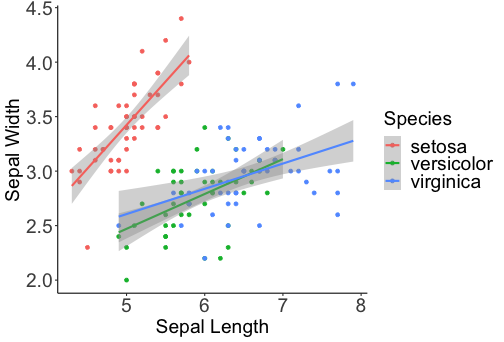 4.5
4.0
3.5
3.0
2.5
2.0
Sepal Width
5
6
7
8
Sepal Length
Species
setosa
versicolor
virginica